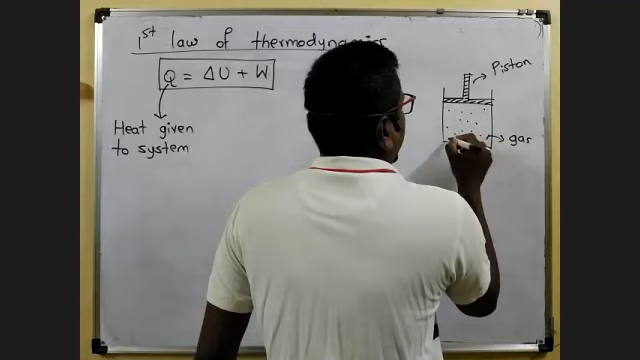 1st law of thermodynamics
Q = ΔU + W
Heat given
to system
Piston
gas